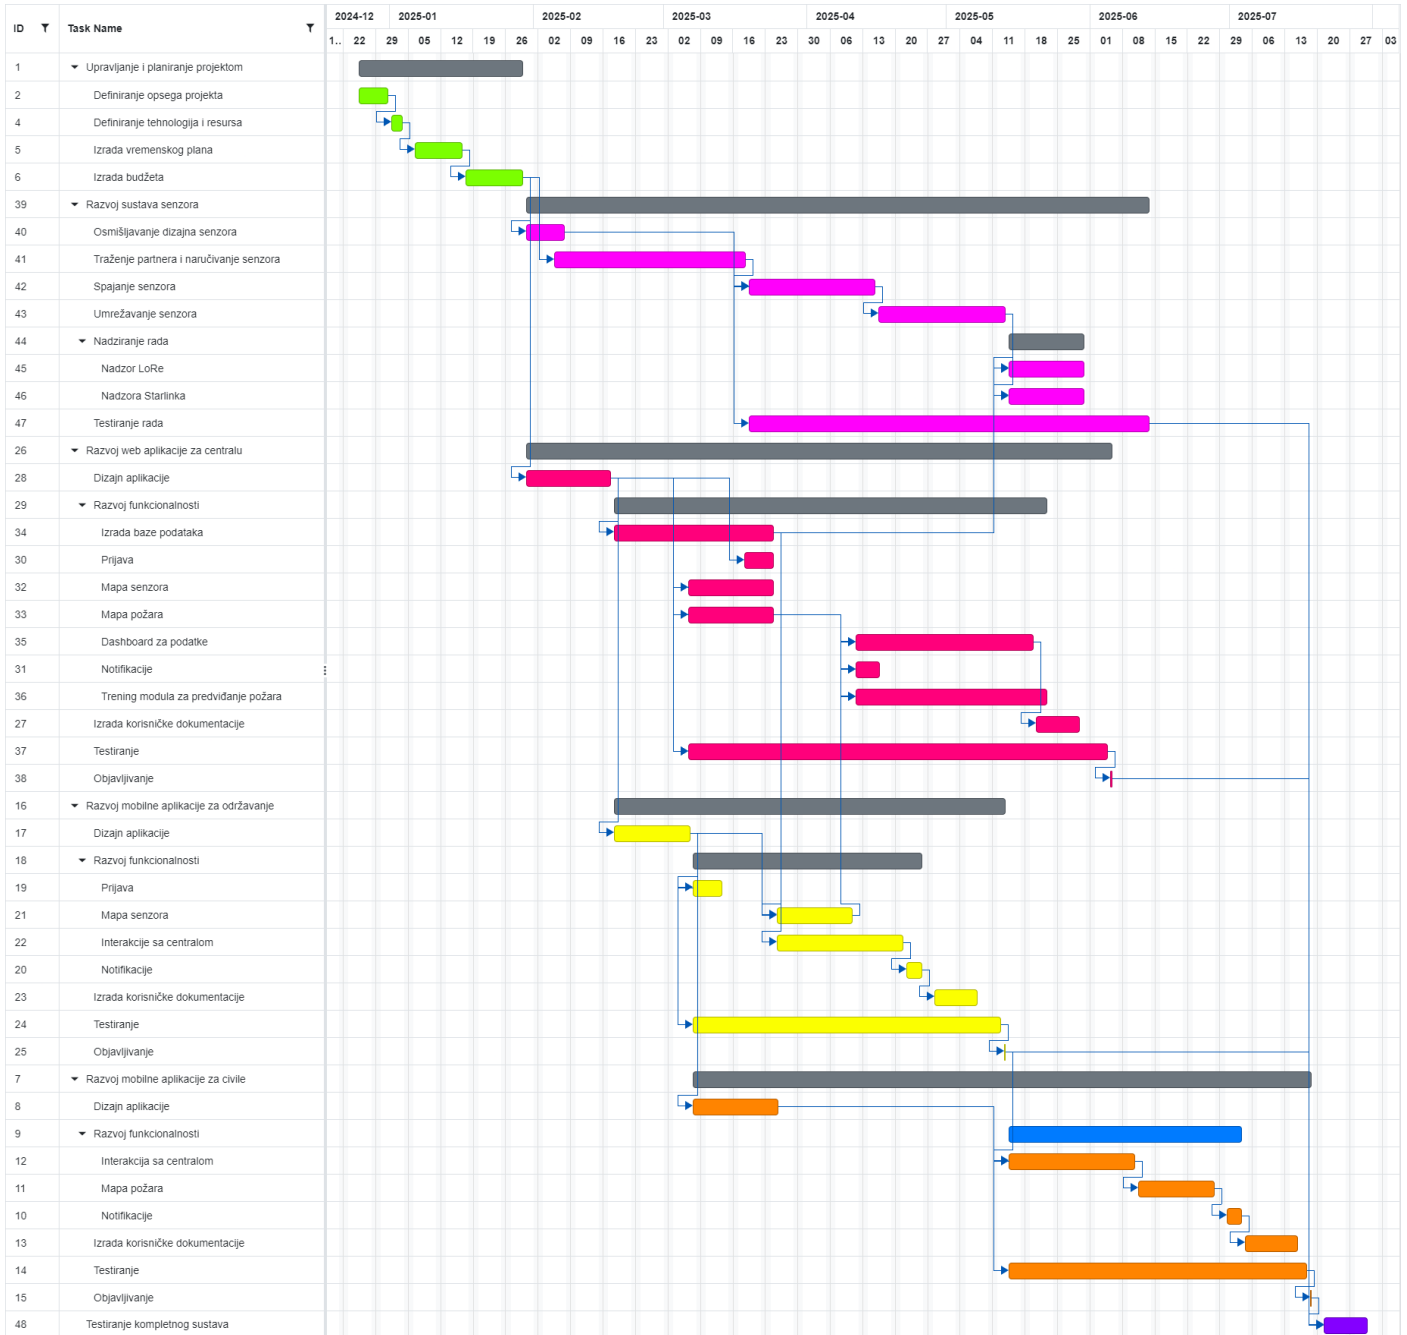 ID Task Name 2024-12 2025-01 2025-02 2025-03 2025-04 2025-05 2025-06 2025-07
1.. 22 29 05 12 19 26 02 09 16 23 02 09 16 23 30 06 13 20 27 04 11 18 25 01 08 15 22 29 06 13 20 27 03
1 Upravljanje i planiranje projektom
2 Definiranje opsega projekta
4 Definiranje tehnologija i resursa
5 Izrada vremenskog plana
6 Izrada budžeta
39 Razvoj sustava senzora
40 Osmišljavanje dizajna senzora
41 Traženje partnera i naručivanje senzora
42 Spajanje senzora
43 Umrežavanje senzora
44 Nadziranje rada
45 Nadzor LoRe
46 Nadzora Starlinka
47 Testiranje rada
26 Razvoj web aplikacije za centralu
28 Dizajn aplikacije
29 Razvoj funkcionalnosti
34 Izrada baze podataka
30 Prijava
32 Mapa senzora
33 Mapa požara
35 Dashboard za podatke
31 Notifikacije
36 Trening modula za predviđanje požara
27 Izrada korisničke dokumentacije
37 Testiranje
38 Objavljivanje
16 Razvoj mobilne aplikacije za održavanje
17 Dizajn aplikacije
18 Razvoj funkcionalnosti
19 Prijava
21 Mapa senzora
22 Interakcije sa centralom
20 Notifikacije
23 Izrada korisničke dokumentacije
24 Testiranje
25 Objavljivanje
7 Razvoj mobilne aplikacije za civile
8 Dizajn aplikacije
9 Razvoj funkcionalnosti
12 Interakcija sa centralom
11 Mapa požara
10 Notifikacije
13 Izrada korisničke dokumentacije
14 Testiranje
15 Objavljivanje
48 Testiranje kompletnog sustava